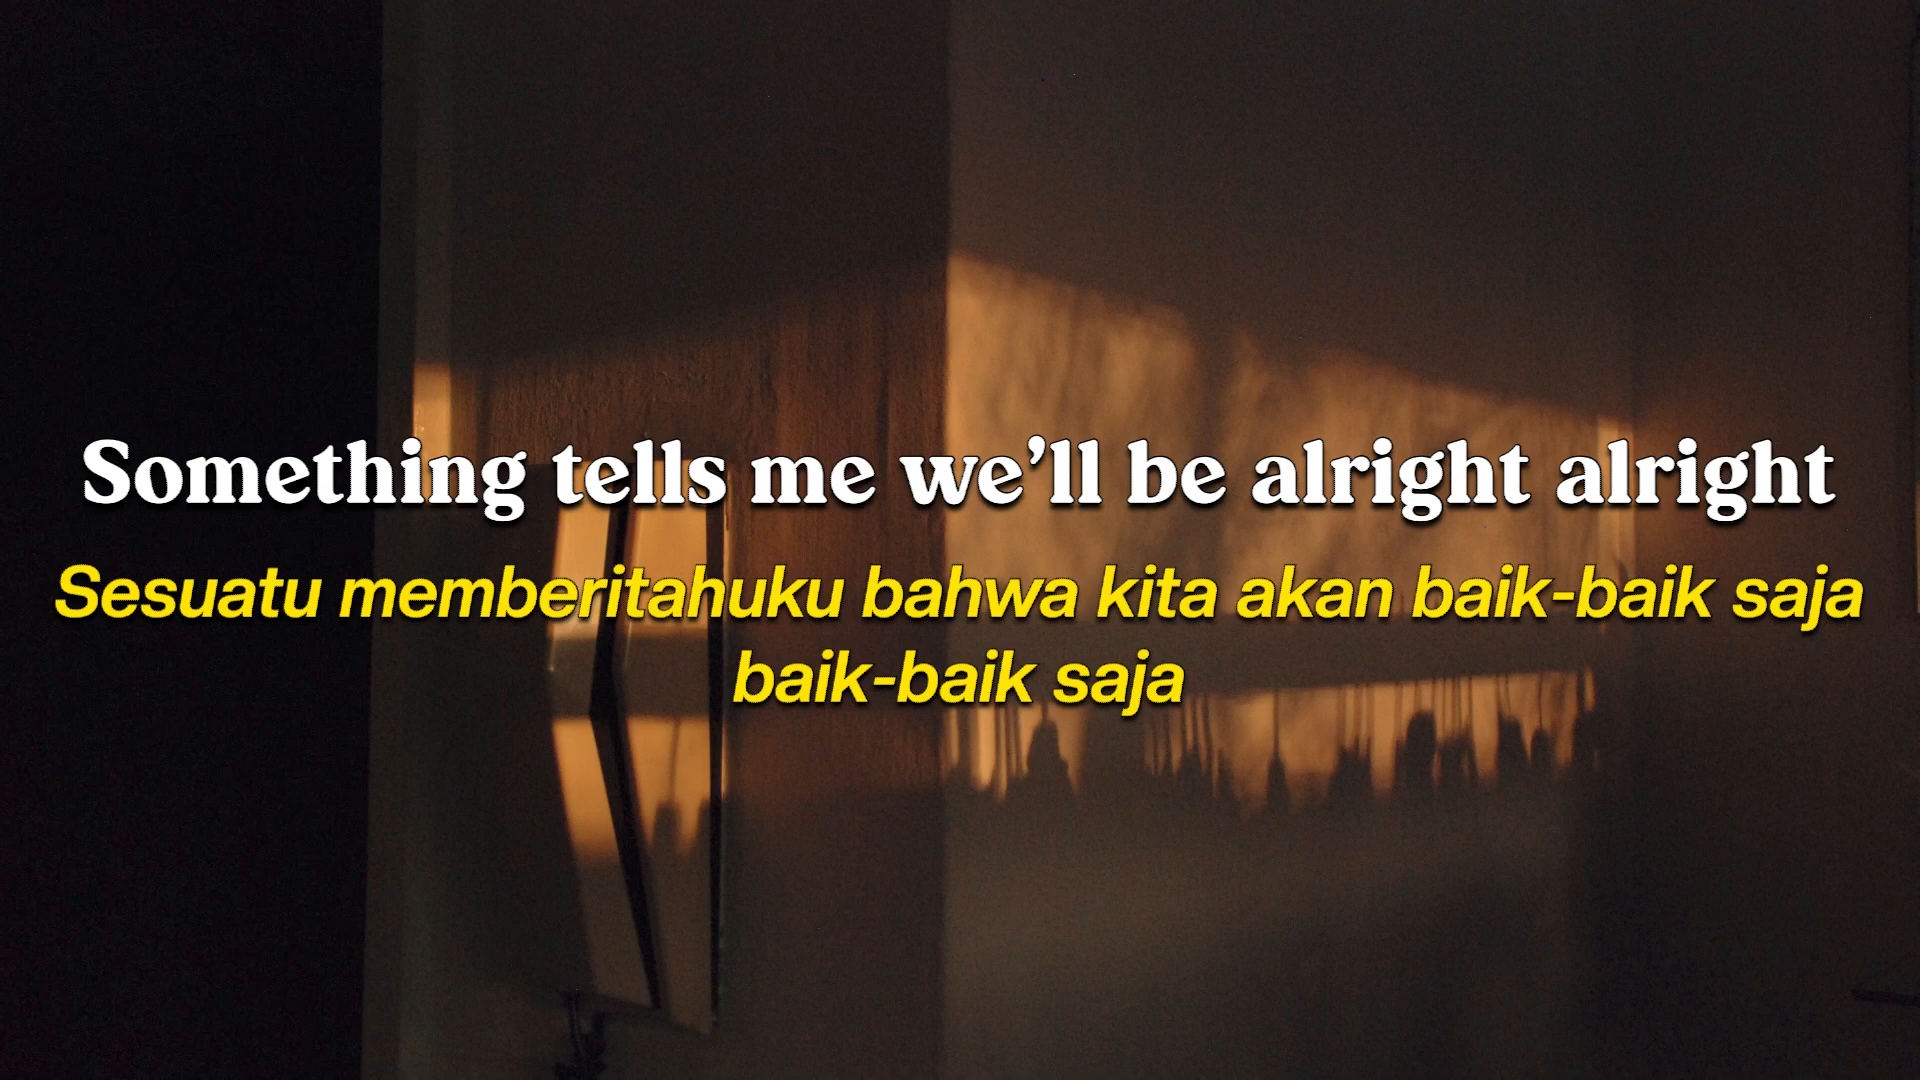 Something tells me we’ll be alright alright
Sesuatu memberitahuku bahwa kita akan baik-baik saja
baik-baik saja